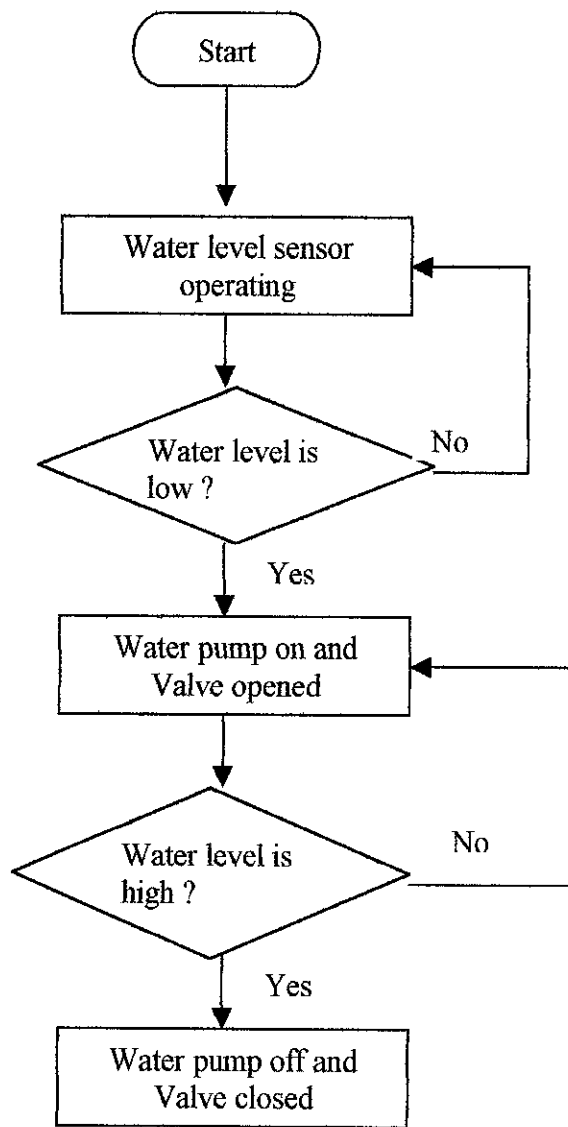 Start
Water level sensor
operating
Water level is
low ?
No
Yes
Water pump on and
Valve opened
Water level is
high ?
No
Yes
Water pump off and
Valve closed